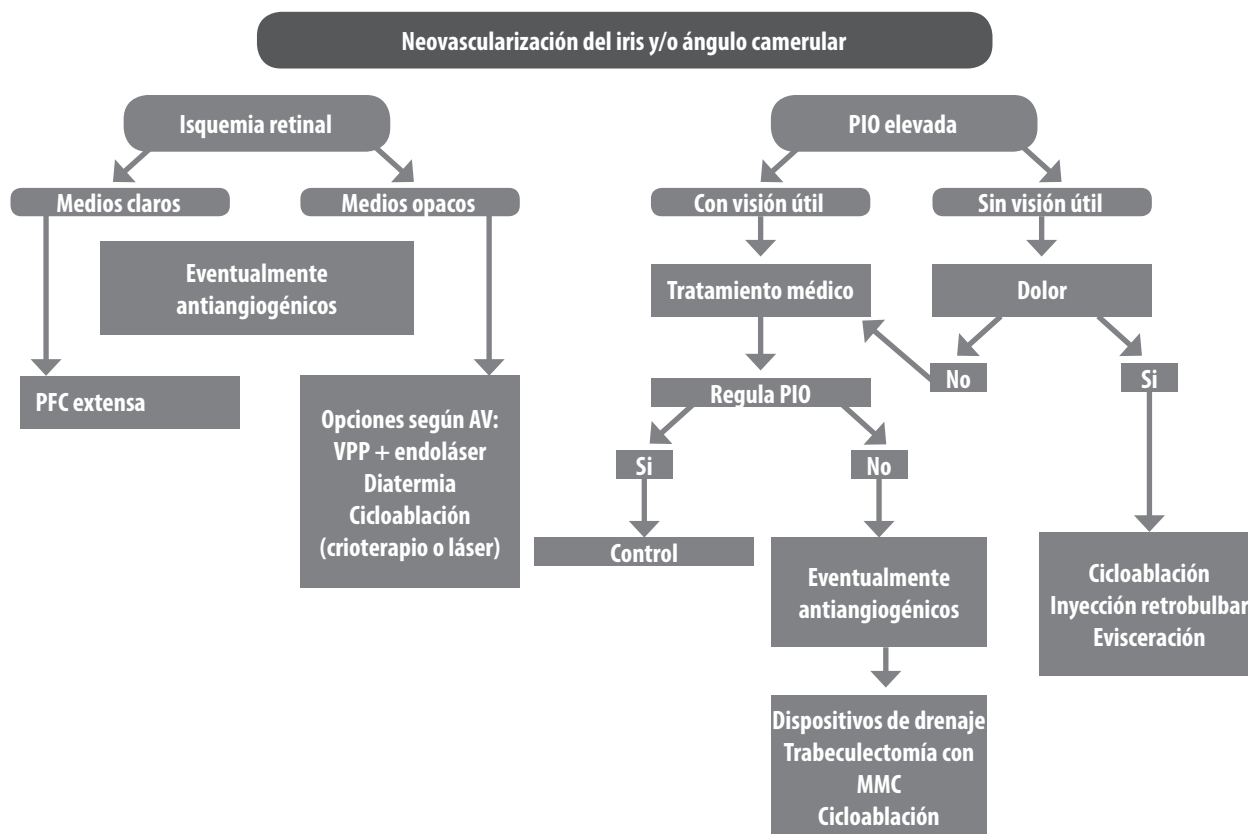 Neovascularización del iris y/o ángulo camerular
Isquemia retinal
PIO elevada
Medios claros
Medios opacos
Con visión útil
Sin visión útil
Eventualmente
antiangiogénicos
Tratamiento médico
Dolor
PFC extensa
Opciones según AV:
VPP + endoláser
Diatermia
Cicloablación
(crioterapio o láser)
Regula PIO
No
Si
Si
No
Control
Eventualmente
antiangiogénicos
Cicloablación
Inyección retrobulbar
Evisceración
Dispositivos de drenaje
Trabeculectomía con
MMC
Cicloablación